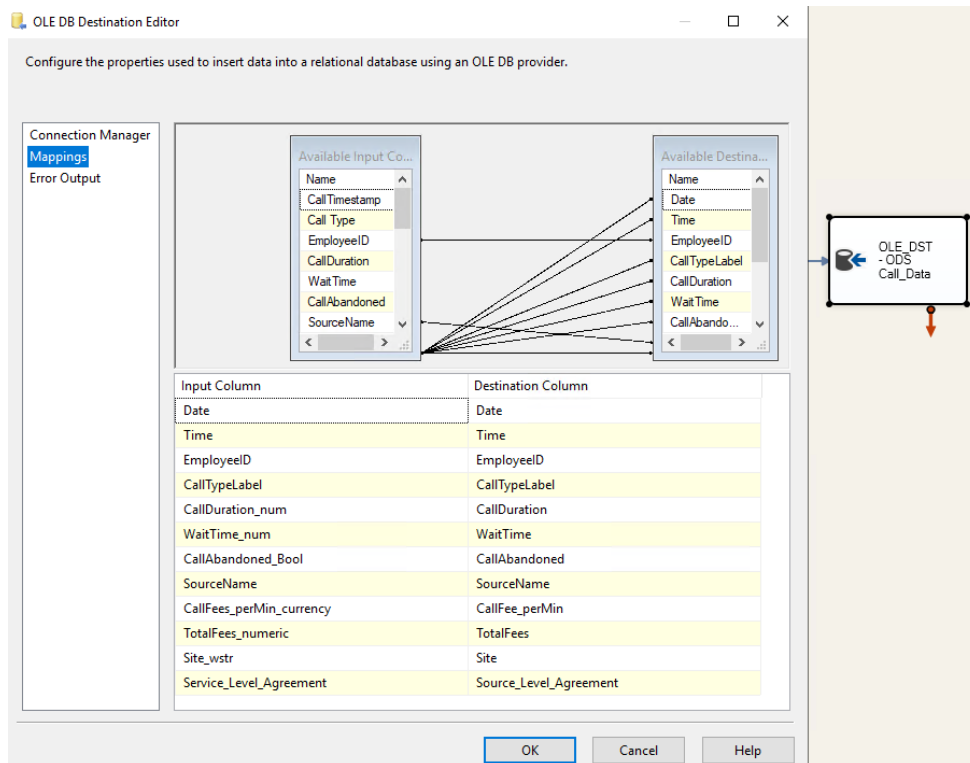 OLE DB Destination Editor
Configure the properties used to insert data into a relational database using an OLE DB provider.
Connection Manager
Mappings
Error Output
Available Input Co...
Name
CallTimestamp
Call Type
EmployeeID
CallDuration
WaitTime
CallAbandoned
SourceName
Available Destina...
Name
Date
Time
EmployeeID
CallTypeLabel
CallDuration
WaitTime
CallAbando...
Input Column Destination Column
Date Date
Time Time
EmployeeID EmployeeID
CallTypeLabel CallTypeLabel
CallDuration_num CallDuration
WaitTime_num WaitTime
CallAbandoned_Bool CallAbandoned
SourceName SourceName
CallFees_perMin_currency CallFee_perMin
TotalFees_numeric TotalFees
Site_wstr Site
Service_Level_Agreement Source_Level_Agreement
OK Cancel Help
OLE_DST
- ODS
Call_Data